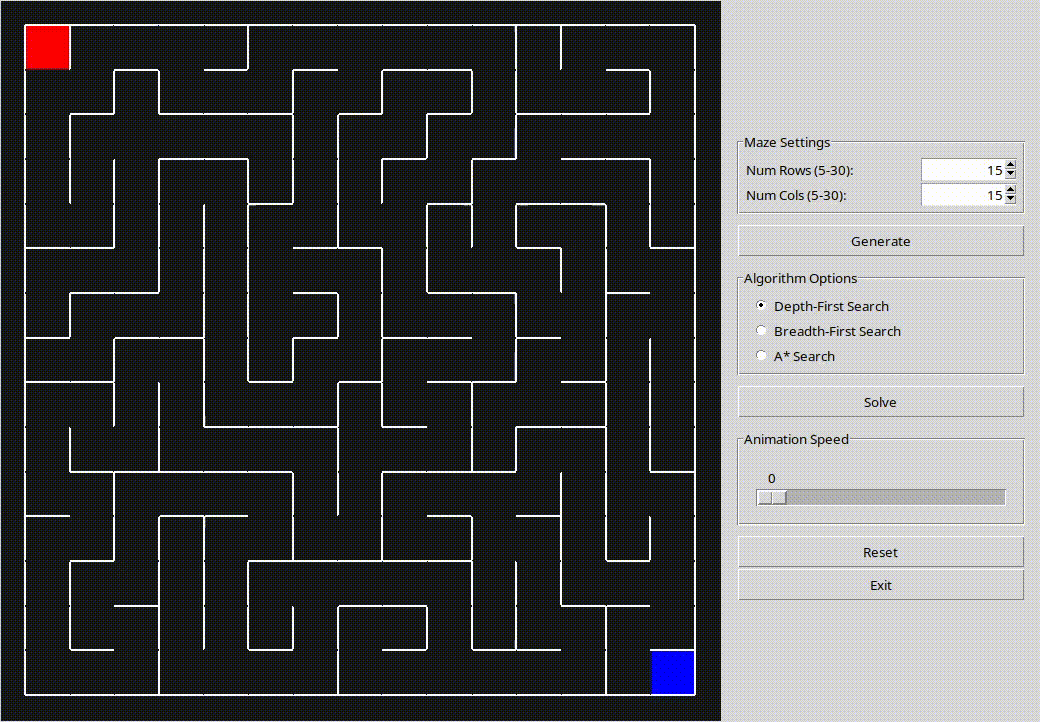 Maze Settings
Num Rows (5-30): 15
Num Cols (5-30): 15
Generate
Algorithm Options
Depth-First Search
Breadth-First Search
A* Search
Solve
Animation Speed
0
Reset
Exit